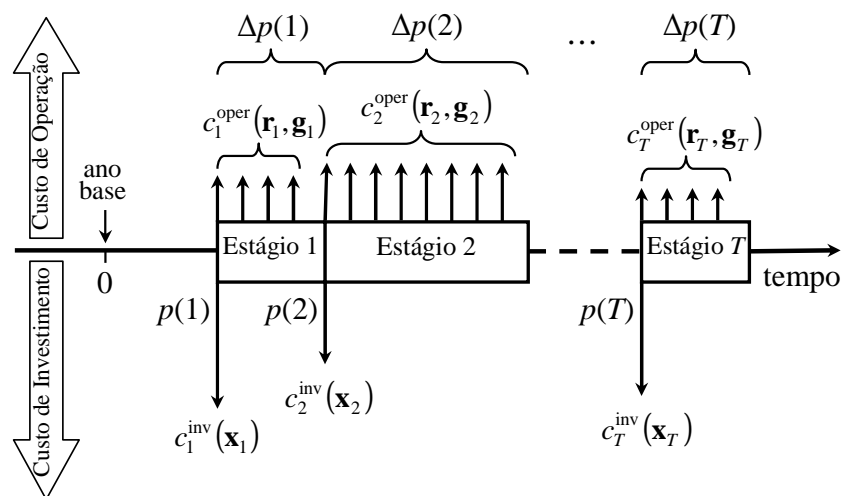 Δp(1) Δp(2) ... Δp(T)
c_1^oper(r_1, g_1) c_2^oper(r_2, g_2) c_T^oper(r_T, g_T)
Custo de Operação
ano
base
Estágio 1 Estágio 2 Estágio T
0
tempo
p(1) p(2) p(T)
Custo de Investimento
c_1^inv(x_1) c_2^inv(x_2) c_T^inv(x_T)